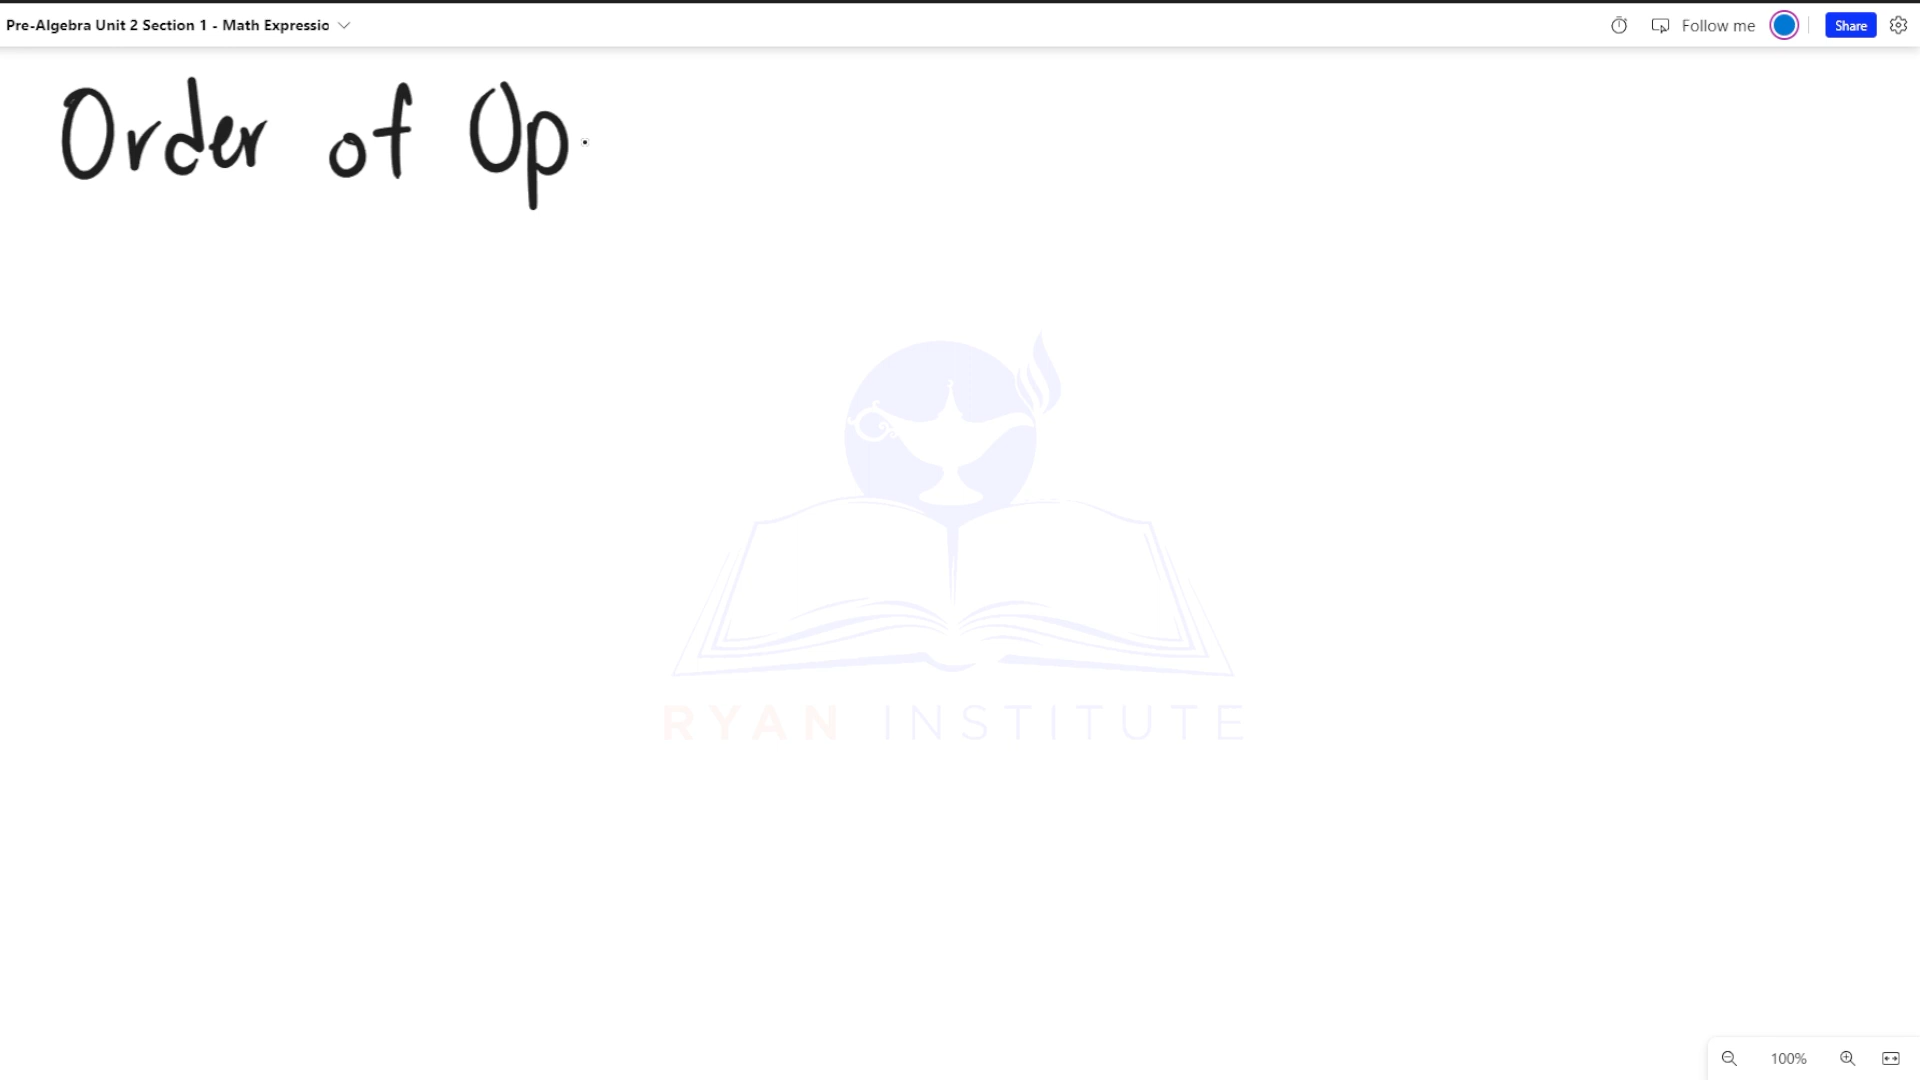 Pre-Algebra Unit 2 Section 1 - Math Expressio
Follow me
Share
Order of Op
RYAN INSTITUTE
100%